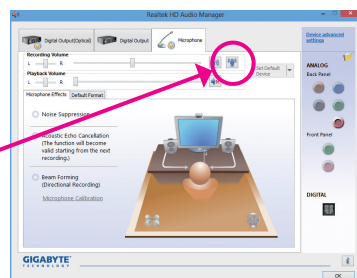 Realtek HD Audio Manager
Digital Output(Optical)
Digital Output
Microphone
Device advanced
settings
Recording Volume
L
R
Set Default
Device
Playback Volume
L
R
ANALOG
Back Panel
Microphone Effects
Default Format
Noise Suppression
Acoustic Echo Cancellation
(The function will become
valid starting from the next
recording.)
Beam Forming
(Directional Recording)
Microphone Calibration
Front Panel
DIGITAL
GIGABYTE
TECHNOLOGY
OK